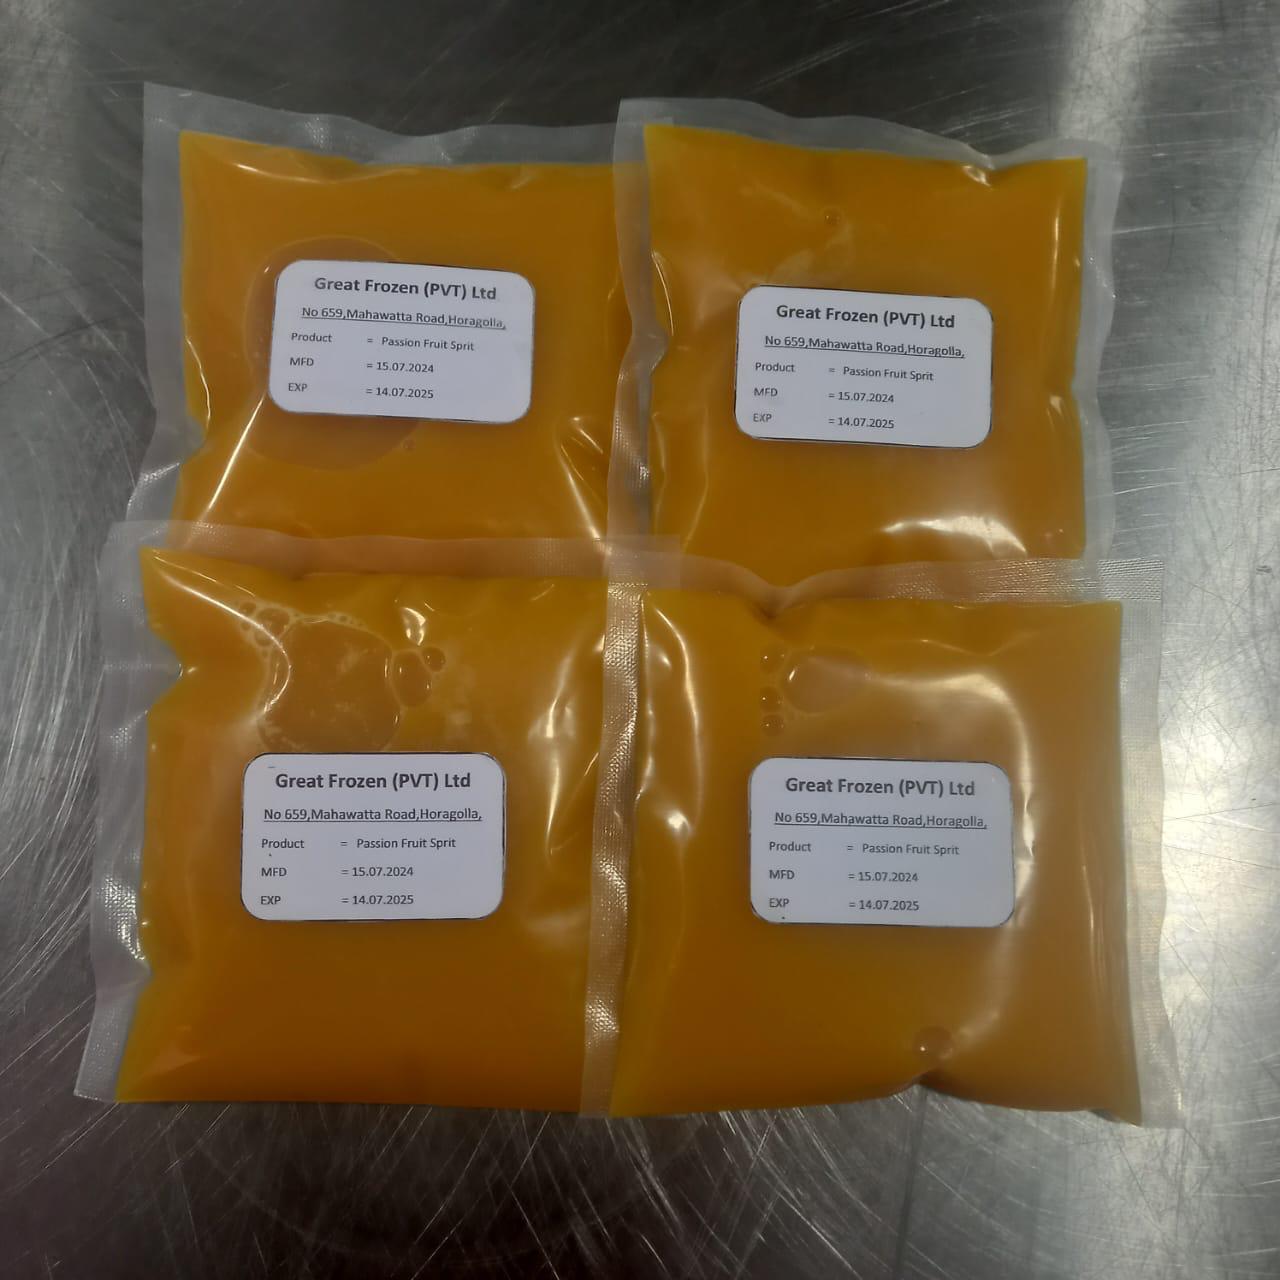 Great Frozen (PVT) Ltd
No 659,Mahawatta Road,Horagolla,
Product = Passion Fruit Sprit
MFD = 15.07.2024
EXP = 14.07.2025
Great Frozen (PVT) Ltd
No 659,Mahawatta Road,Horagolla,
Product = Passion Fruit Sprit
MFD = 15.07.2024
EXP = 14.07.2025
Great Frozen (PVT) Ltd
No 659,Mahawatta Road,Horagolla,
Product = Passion Fruit Sprit
MFD = 15.07.2024
EXP = 14.07.2025
Great Frozen (PVT) Ltd
No 659,Mahawatta Road,Horagolla,
Product = Passion Fruit Sprit
MFD = 15.07.2024
EXP = 14.07.2025